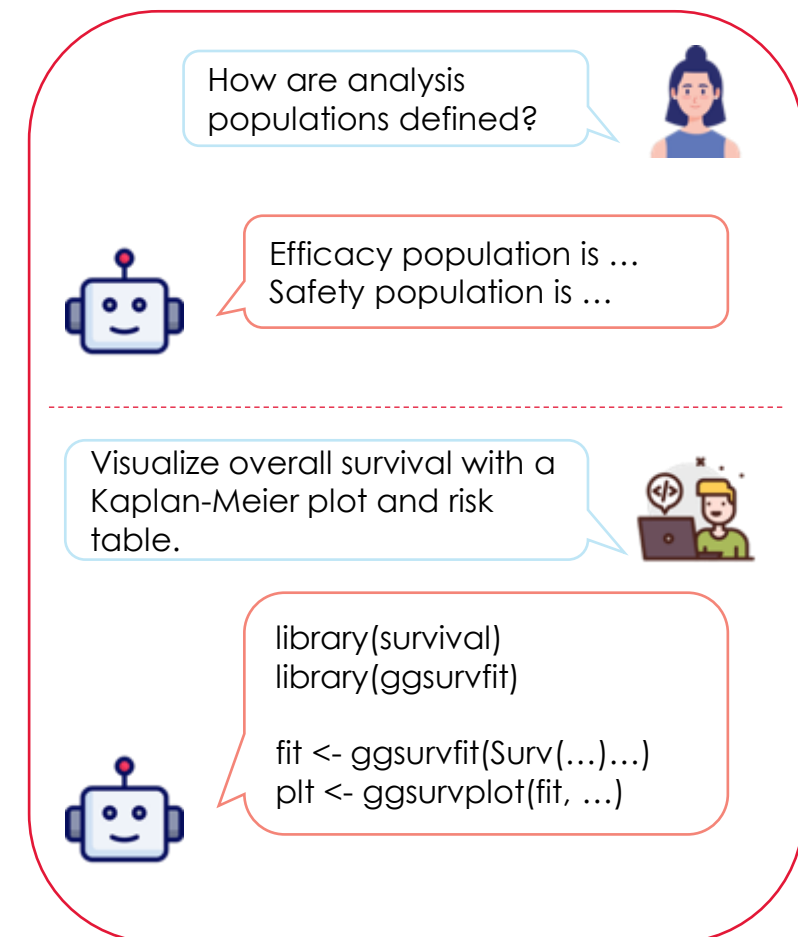 How are analysis
populations defined?
Efficacy population is …
Safety population is …
Visualize overall survival with a
Kaplan-Meier plot and risk
table.
</>
library(survival)
library(ggsurvfit)
fit <- ggsurvfit(Surv(…)…)
plt <- ggsurvplot(fit, …)